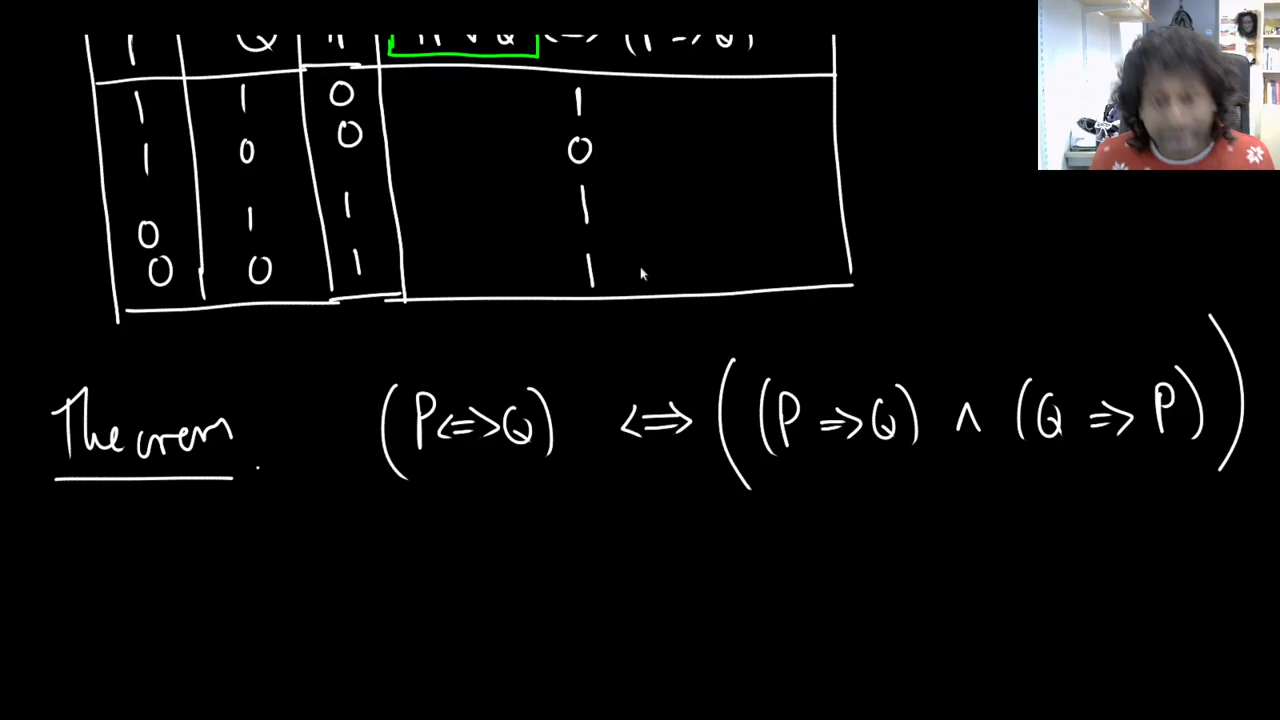 Q
1 1 0 1
1 0 0 0
0 1 1 1
0 0 1 1
Theorem. (P <=> Q) <=> ((P => Q) ∧ (Q => P))